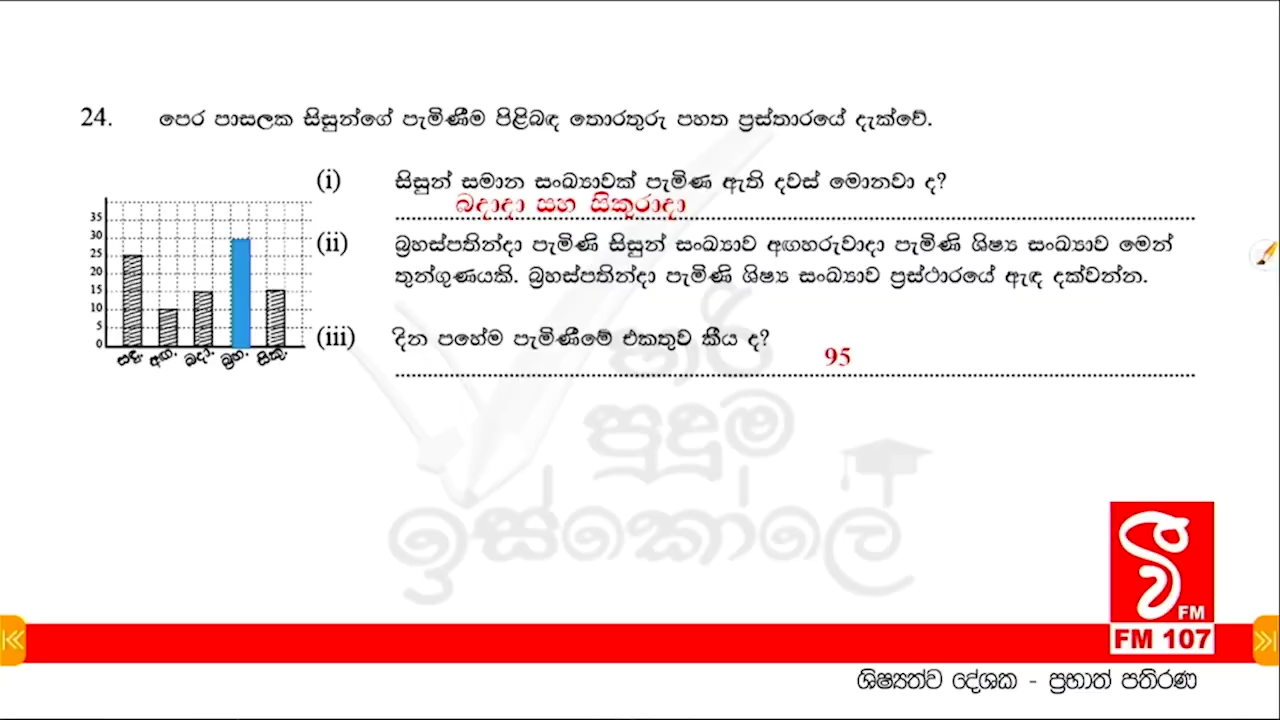 24. පෙර පාසලක සිසුන්ගේ පැමිණීම පිළිබඳ තොරතුරු පහත ප්‍රස්තාරයේ දැක්වේ.
(i) සිසුන් සමාන සංඛ්‍යාවක් පැමිණ ඇති දවස් මොනවා ද?
බදාදා සහ සිකුරාදා
(ii) බ්‍රහස්පතින්දා පැමිණි සිසුන් සංඛ්‍යාව අඟහරුවාදා පැමිණි ශිෂ්‍ය සංඛ්‍යාව මෙන්
තුන්ගුණයකි. බ්‍රහස්පතින්දා පැමිණි ශිෂ්‍ය සංඛ්‍යාව ප්‍රස්ථාරයේ ඇඳ දක්වන්න.
(iii) දින පහේම පැමිණීමේ එකතුව කීය ද?
95
35
30
25
20
15
10
5
0
සඳු අඟ. බදා. බ්‍රහ. සිකු.
හරි
පුදුම
ඉස්කෝලේ
වී
FM
FM 107
ශිෂ්‍යත්ව දේශක - ප්‍රභාත් පතිරණ